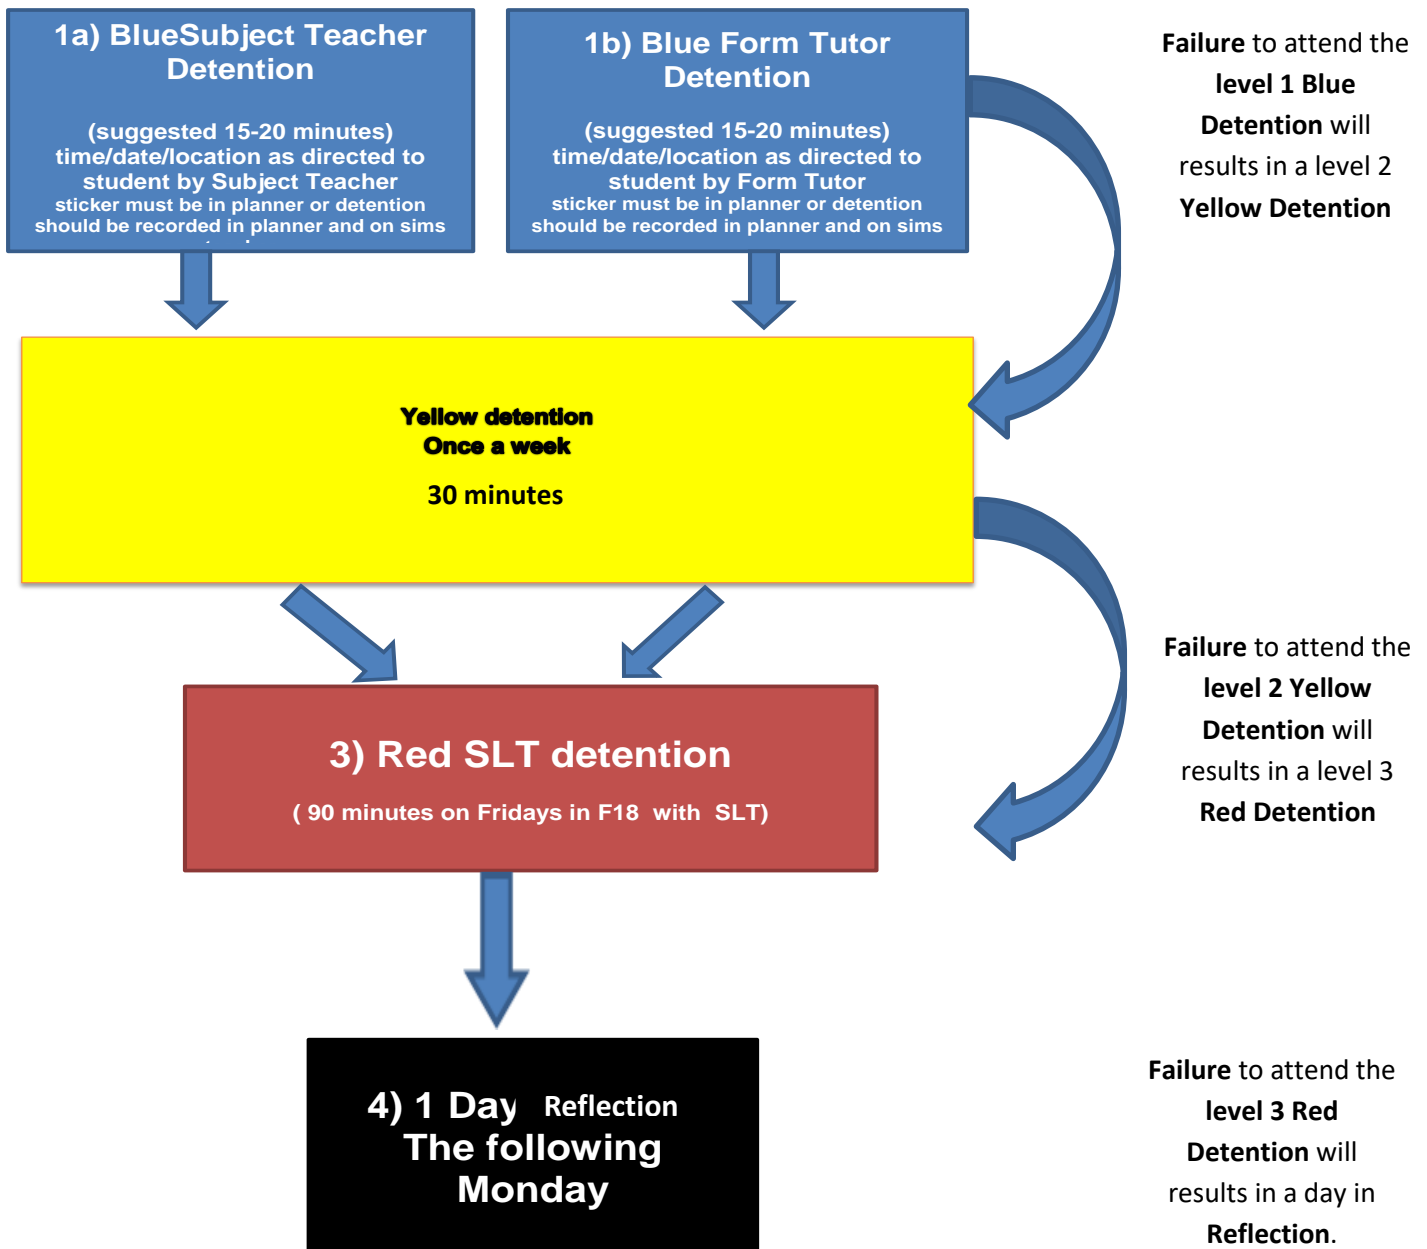 1a) BlueSubject Teacher
Detention
(suggested 15-20 minutes)
time/date/location as directed to
student by Subject Teacher
sticker must be in planner or detention
should be recorded in planner and on sims
1b) Blue Form Tutor
Detention
(suggested 15-20 minutes)
time/date/location as directed to
student by Form Tutor
sticker must be in planner or detention
should be recorded in planner and on sims
Failure to attend the
level 1 Blue
Detention will
results in a level 2
Yellow Detention
Yellow detention
Once a week
30 minutes
Failure to attend the
level 2 Yellow
Detention will
results in a level 3
Red Detention
3) Red SLT detention
( 90 minutes on Fridays in F18 with SLT)
4) 1 Day Reflection
The following
Monday
Failure to attend the
level 3 Red
Detention will
results in a day in
Reflection.